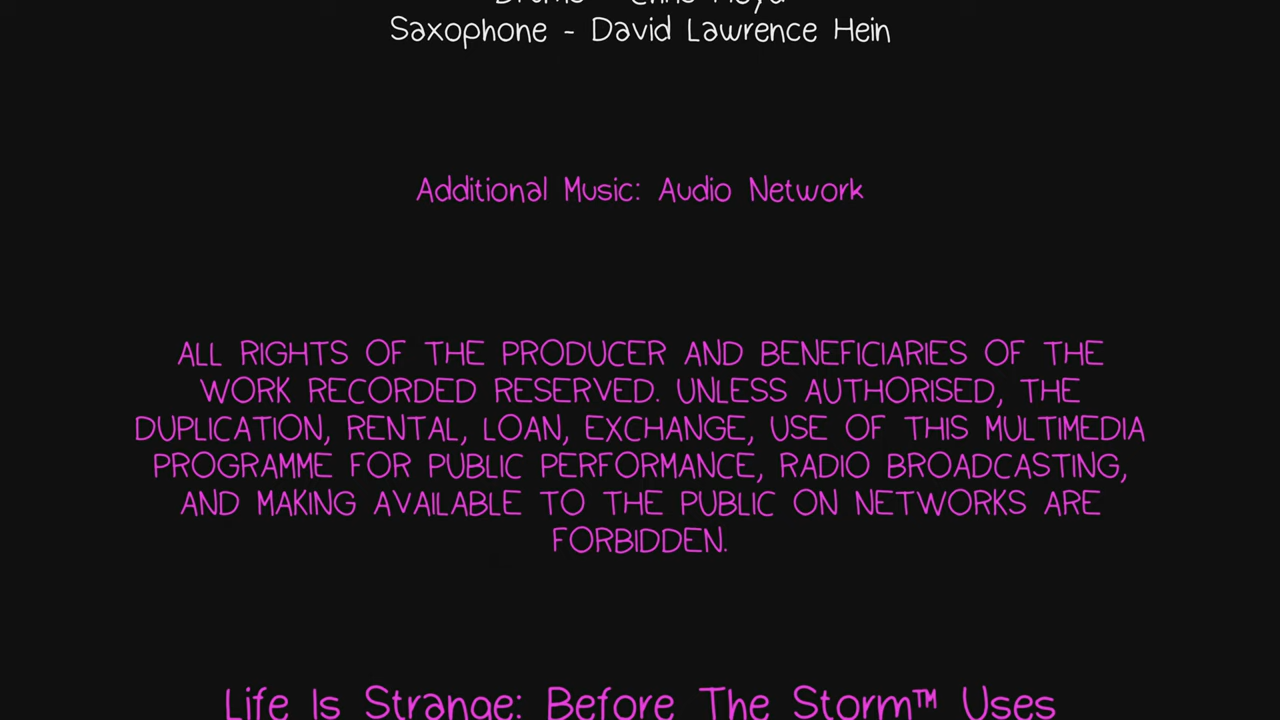 Saxophone - David Lawrence Hein
Additional Music: Audio Network
ALL RIGHTS OF THE PRODUCER AND BENEFICIARIES OF THE
WORK RECORDED RESERVED. UNLESS AUTHORISED, THE
DUPLICATION, RENTAL, LOAN, EXCHANGE, USE OF THIS MULTIMEDIA
PROGRAMME FOR PUBLIC PERFORMANCE, RADIO BROADCASTING,
AND MAKING AVAILABLE TO THE PUBLIC ON NETWORKS ARE
FORBIDDEN.
Life Is Strange: Before The Storm™ Uses